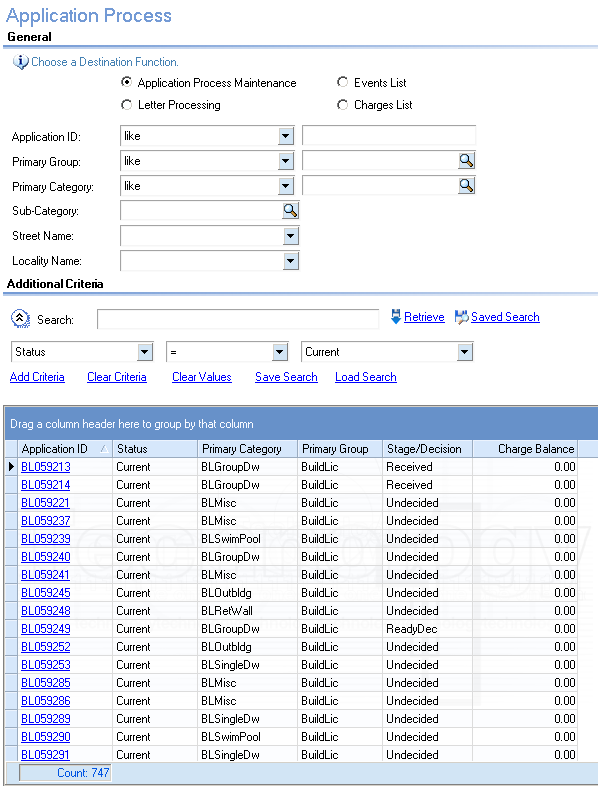 Application Process
General
Choose a Destination Function.
Application Process Maintenance Events List
Letter Processing Charges List
Application ID: like
Primary Group: like
Primary Category: like
Sub-Category:
Street Name:
Locality Name:
Additional Criteria
Search: Retrieve Saved Search
Status = Current
Add Criteria Clear Criteria Clear Values Save Search Load Search
Drag a column header here to group by that column
Application ID Status Primary Category Primary Group Stage/Decision Charge Balance
BL059213 Current BLGroupDw BuildLic Received 0.00
BL059214 Current BLGroupDw BuildLic Received 0.00
BL059221 Current BLMisc BuildLic Undecided 0.00
BL059237 Current BLMisc BuildLic Undecided 0.00
BL059239 Current BLSwimPool BuildLic Undecided 0.00
BL059240 Current BLGroupDw BuildLic Undecided 0.00
BL059241 Current BLMisc BuildLic Undecided 0.00
BL059245 Current BLOutbldg BuildLic Undecided 0.00
BL059248 Current BLRetWall BuildLic Undecided 0.00
BL059249 Current BLGroupDw BuildLic ReadyDec 0.00
BL059252 Current BLOutbldg BuildLic Undecided 0.00
BL059253 Current BLSingleDw BuildLic Undecided 0.00
BL059285 Current BLMisc BuildLic Undecided 0.00
BL059286 Current BLMisc BuildLic Undecided 0.00
BL059289 Current BLSingleDw BuildLic Undecided 0.00
BL059290 Current BLSwimPool BuildLic Undecided 0.00
BL059291 Current BLSingleDw BuildLic Undecided 0.00
Count: 747